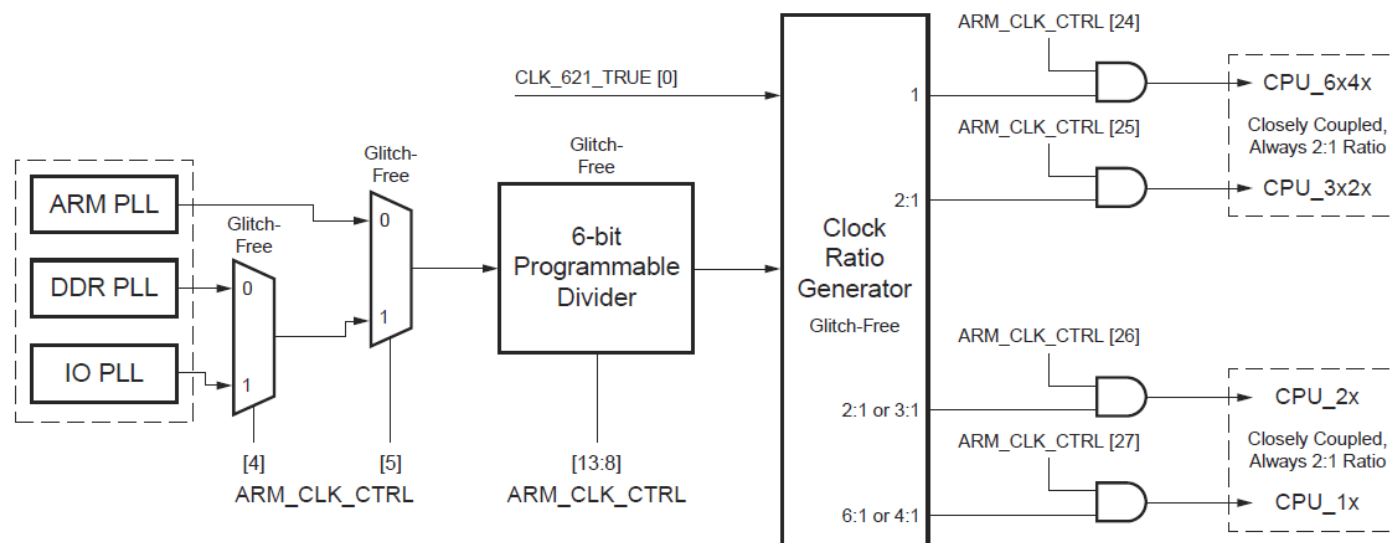 ARM PLL
DDR PLL
IO PLL
Glitch-
Free
0
1
[4]
Glitch-
Free
0
1
[5]
ARM_CLK_CTRL
Glitch-
Free
6-bit
Programmable
Divider
[13:8]
ARM_CLK_CTRL
CLK_621_TRUE [0]
Clock
Ratio
Generator
Glitch-Free
1
2:1
2:1 or 3:1
6:1 or 4:1
ARM_CLK_CTRL [24]
ARM_CLK_CTRL [25]
ARM_CLK_CTRL [26]
ARM_CLK_CTRL [27]
CPU_6x4x
Closely Coupled,
Always 2:1 Ratio
CPU_3x2x
CPU_2x
Closely Coupled,
Always 2:1 Ratio
CPU_1x